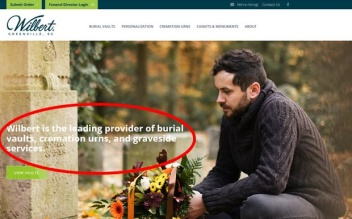 Submit Order
Funeral Director Login
We're Hiring!
Contact Us
Wilbert
GREENVILLE, SC
BURIAL VAULTS
PERSONALIZATION
CREMATION URNS
CASKETS & MONUMENTS
ABOUT
Wilbert is the leading provider of burial
vaults, cremation urns, and graveside
services.
VIEW VAULTS